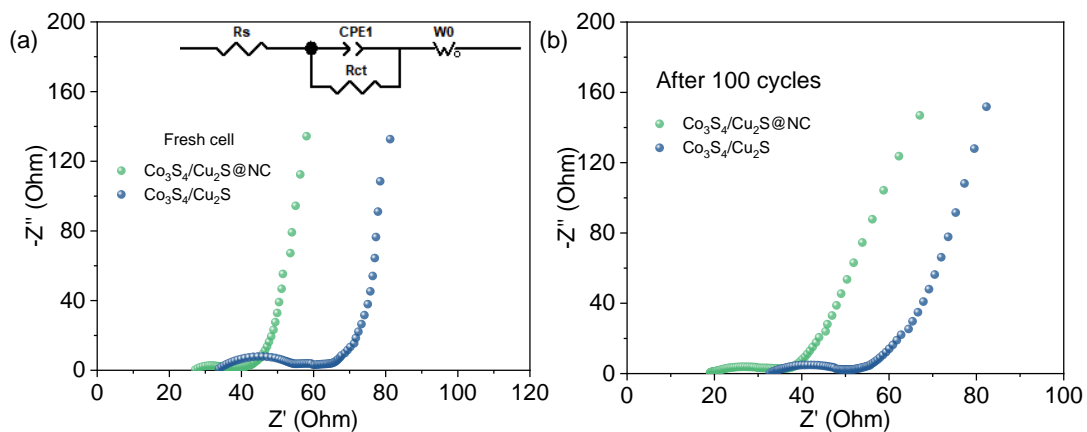 (a)
Rs
CPE1
W0
Rct
Fresh cell
Co₃S₄/Cu₂S@NC
Co₃S₄/Cu₂S
-Z'' (Ohm)
200
160
120
80
40
0
0 20 40 60 80 100 120
Z' (Ohm)
(b)
After 100 cycles
Co₃S₄/Cu₂S@NC
Co₃S₄/Cu₂S
-Z'' (Ohm)
200
160
120
80
40
0
0 20 40 60 80 100
Z' (Ohm)